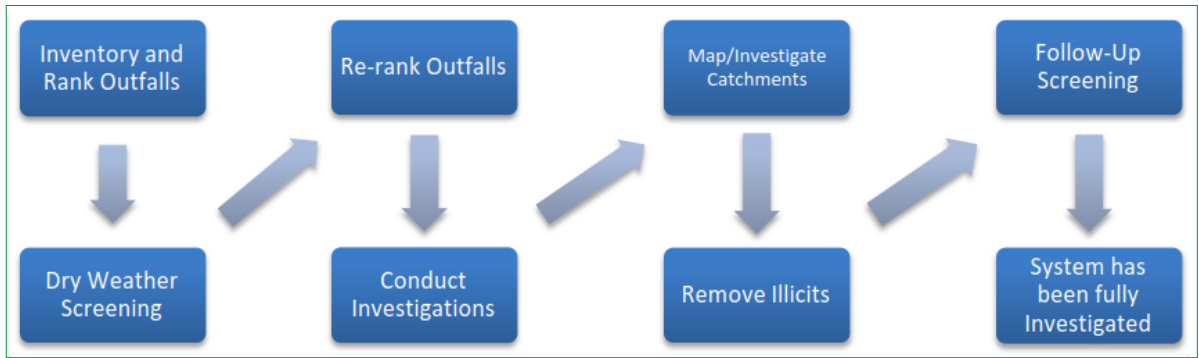 Inventory and
Rank Outfalls
Dry Weather
Screening
Re-rank Outfalls
Conduct
Investigations
Map/Investigate
Catchments
Remove Illicits
Follow-Up
Screening
System has
been fully
Investigated